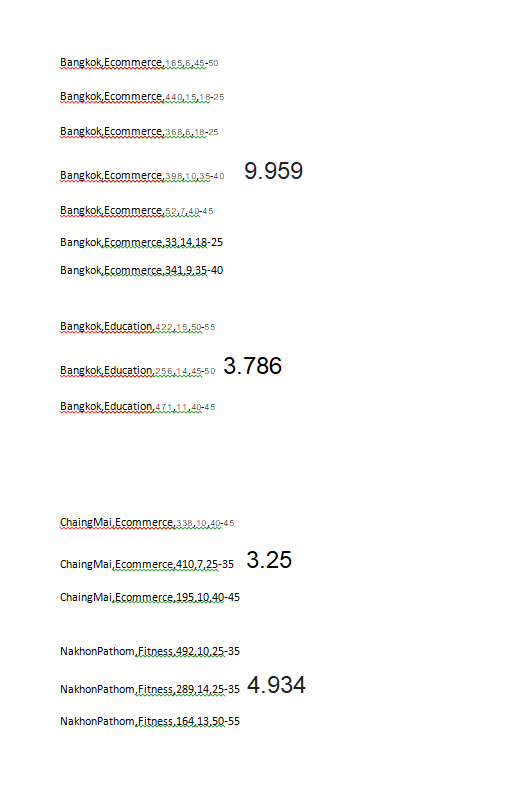 Bangkok,Ecommerce,165,6,45-50
Bangkok,Ecommerce,440,15,18-25
Bangkok,Ecommerce,368,6,18-25
Bangkok,Ecommerce,398,10,35-40 9.959
Bangkok,Ecommerce,52,7,40-45
Bangkok,Ecommerce,33,14,18-25
Bangkok,Ecommerce,341,9,35-40
Bangkok,Education,422,15,50-55
Bangkok,Education,256,14,45-50 3.786
Bangkok,Education,471,11,40-45
ChaingMai,Ecommerce,338,10,40-45
ChaingMai,Ecommerce,410,7,25-35 3.25
ChaingMai,Ecommerce,195,10,40-45
NakhonPathom,Fitness,492,10,25-35
NakhonPathom,Fitness,289,14,25-35 4.934
NakhonPathom,Fitness,164,13,50-55